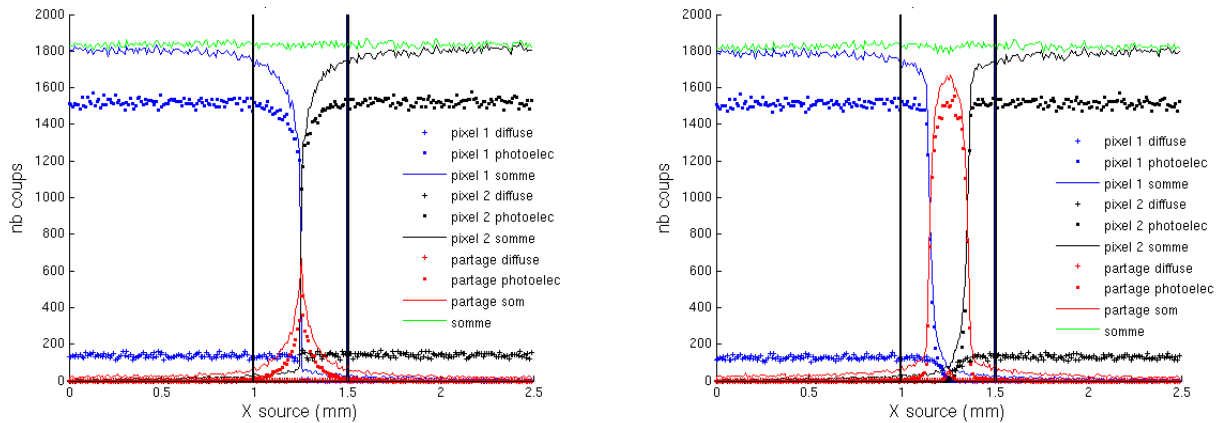 2000
1800
1600
1400
1200
1000
800
600
400
200
0
nb coups
0
0.5
1.0
1.5
2.0
2.5
X source (mm)
pixel 1 diffuse
pixel 1 photoelec
pixel 1 somme
pixel 2 diffuse
pixel 2 photoelec
pixel 2 somme
partage diffuse
partage photoelec
partage som
somme
2000
1800
1600
1400
1200
1000
800
600
400
200
0
nb coups
0
0.5
1.0
1.5
2.0
2.5
X source (mm)
pixel 1 diffuse
pixel 1 photoelec
pixel 1 somme
pixel 2 diffuse
pixel 2 photoelec
pixel 2 somme
partage diffuse
partage photoelec
partage som
somme